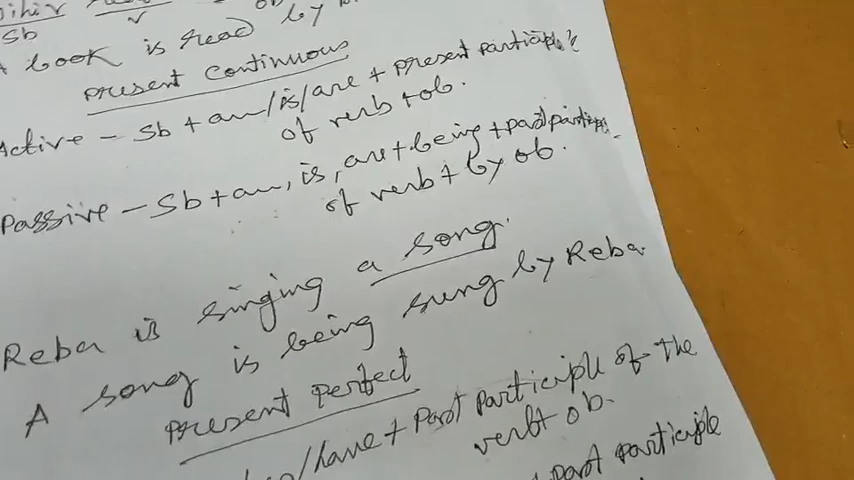 Sb V ob
A book is read by
Present Continuous
Active - Sb + am/is/are + present participle
of verb + ob.
Passive - Sb + am, is, are + being + past participle
of verb + by ob.
Reba is singing a song.
A song is being sung by Reba.
Present perfect
/have + Past participle of the
verb + ob.
past participle